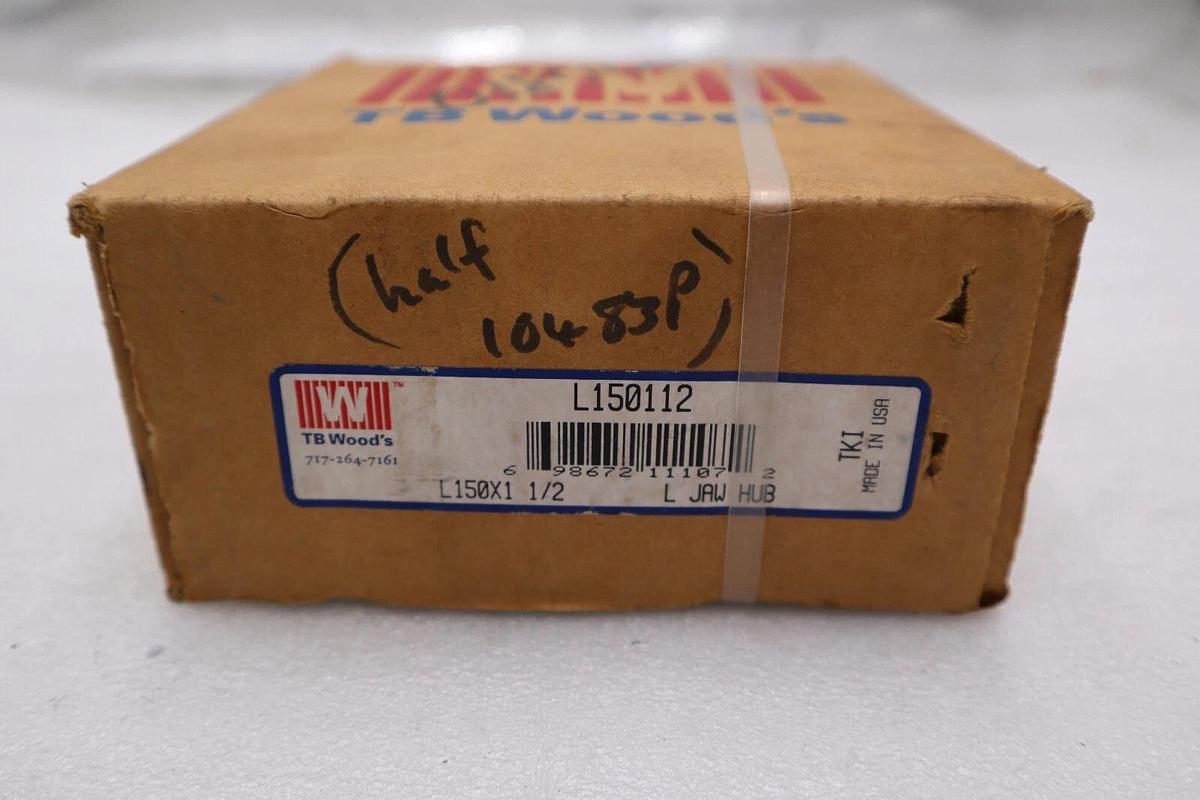 TB Wood's
(half
10483P)
W™
TB Wood's
717-264-7161
L150112
6 98672 11107 2
L150X1 1/2 L JAW HUB
TKI
MADE IN USA